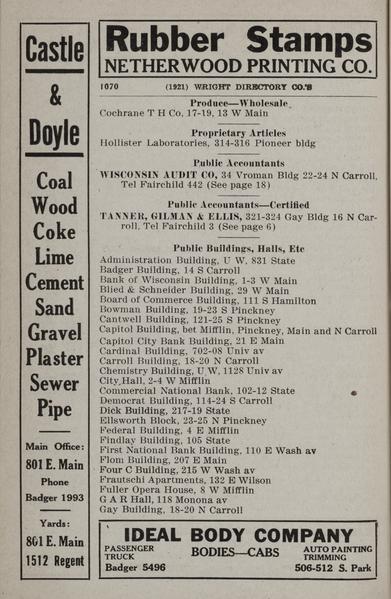 Castle
&
Doyle
Coal
Wood
Coke
Lime
Cement
Sand
Gravel
Plaster
Sewer
Pipe
Main Office:
801 E. Main
Phone
Badger 1993
Yards:
801 E. Main
1512 Regent
Rubber Stamps
NETHERWOOD PRINTING CO.
1070 (1921) WRIGHT DIRECTORY CO.'S
Produce—Wholesale
Cochrane T H Co, 17-19, 13 W Main
Proprietary Articles
Hollister Laboratories, 314-316 Pioneer bldg
Public Accountants
WISCONSIN AUDIT CO, 34 Vroman Bldg 22-24 N Carroll,
Tel Fairchild 442 (See page 18)
Public Accountants—Certified
TANNER, GILMAN & ELLIS, 321-324 Gay Bldg 16 N Car-
roll, Tel Fairchild 3 (See page 6)
Public Buildings, Halls, Etc
Administration Building, U W, 831 State
Badger Building, 14 S Carroll
Bank of Wisconsin Building, 1-3 W Main
Blied & Schneider Building, 29 W Main
Board of Commerce Building, 111 S Hamilton
Bowman Building, 19-23 S Pinckney
Cantwell Building, 121-25 S Pinckney
Capitol Building, bet Mifflin, Pinckney, Main and N Carroll
Capitol City Bank Building, 21 E Main
Cardinal Building, 702-08 Univ av
Carroll Building, 18-20 N Carroll
Chemistry Building, U W, 1128 Univ av
City Hall, 2-4 W Mifflin
Commercial National Bank, 102-12 State
Democrat Building, 114-24 S Carroll
Dick Building, 217-19 State
Ellsworth Block, 23-25 N Pinckney
Federal Building, 4 E Mifflin
Findlay Building, 105 State
First National Bank Building, 110 E Wash av
Flom Building, 207 E Main
Four C Building, 215 W Wash av
Frautschi Apartments, 132 E Wilson
Fuller Opera House, 8 W Mifflin
G A R Hall, 118 Monona av
Gay Building, 18-20 N Carroll
IDEAL BODY COMPANY
PASSENGER
TRUCK
BODIES—CABS
AUTO PAINTING
TRIMMING
Badger 5496
506-512 S. Park